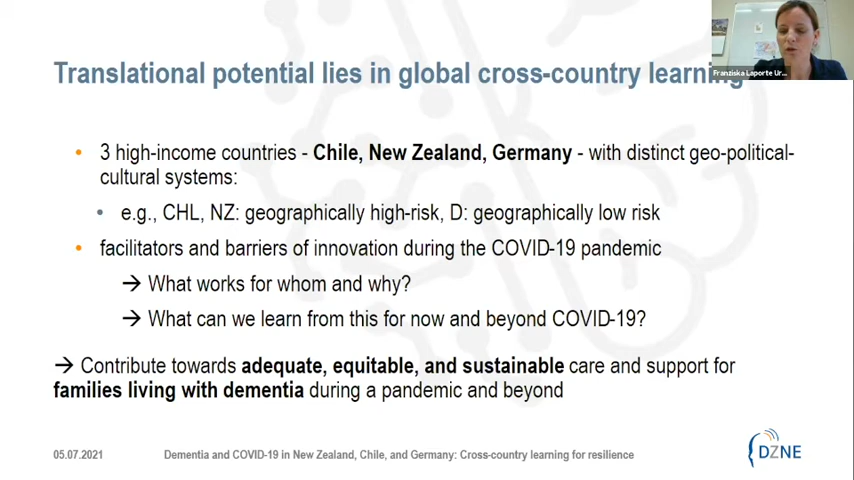 Translational potential lies in global cross-country learning
Franziska Laporte Ur...
• 3 high-income countries - Chile, New Zealand, Germany - with distinct geo-political-
cultural systems:
• e.g., CHL, NZ: geographically high-risk, D: geographically low risk
• facilitators and barriers of innovation during the COVID-19 pandemic
→ What works for whom and why?
→ What can we learn from this for now and beyond COVID-19?
→ Contribute towards adequate, equitable, and sustainable care and support for
families living with dementia during a pandemic and beyond
05.07.2021
Dementia and COVID-19 in New Zealand, Chile, and Germany: Cross-country learning for resilience
DZNE